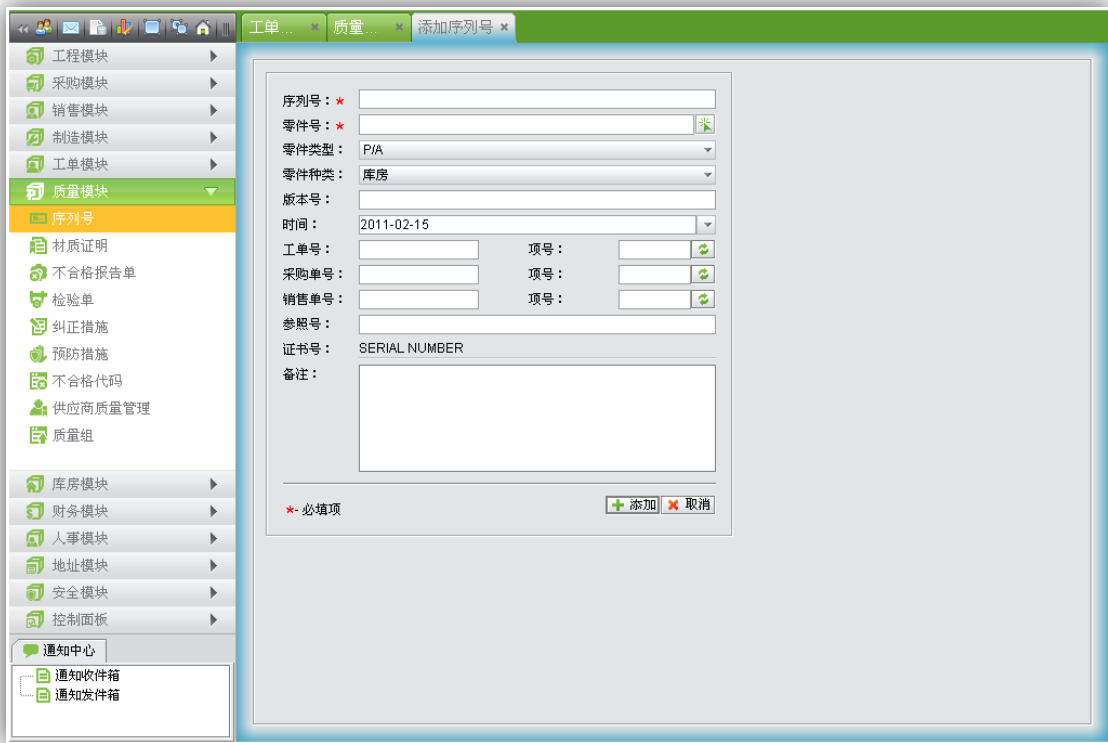 工单... × 质量... × 添加序列号 ×
工程模块
采购模块
销售模块
制造模块
工单模块
质量模块
序列号
材质证明
不合格报告单
检验单
纠正措施
预防措施
不合格代码
供应商质量管理
质量组
库房模块
财务模块
人事模块
地址模块
安全模块
控制面板
通知中心
通知收件箱
通知发件箱
序列号：*
零件号：*
零件类型： P/A
零件种类： 库房
版本号：
时间： 2011-02-15
工单号： 项号：
采购单号： 项号：
销售单号： 项号：
参照号：
证书号： SERIAL NUMBER
备注：
*- 必填项 添加 取消